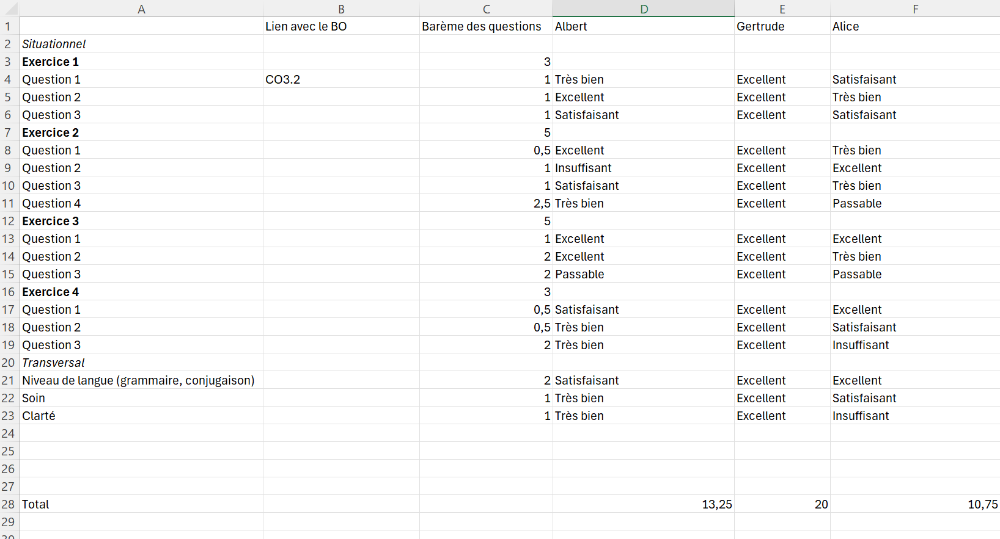 A B C D E F
1 Lien avec le BO Barème des questions Albert Gertrude Alice
2 Situationnel
3 Exercice 1 3
4 Question 1 CO3.2 1 Très bien Excellent Satisfaisant
5 Question 2 1 Excellent Excellent Très bien
6 Question 3 1 Satisfaisant Excellent Satisfaisant
7 Exercice 2 5
8 Question 1 0,5 Excellent Excellent Très bien
9 Question 2 1 Insuffisant Excellent Excellent
10 Question 3 1 Satisfaisant Excellent Très bien
11 Question 4 2,5 Très bien Excellent Passable
12 Exercice 3 5
13 Question 1 1 Excellent Excellent Excellent
14 Question 2 2 Excellent Excellent Très bien
15 Question 3 2 Passable Excellent Passable
16 Exercice 4 3
17 Question 1 0,5 Satisfaisant Excellent Excellent
18 Question 2 0,5 Très bien Excellent Satisfaisant
19 Question 3 2 Très bien Excellent Insuffisant
20 Transversal
21 Niveau de langue (grammaire, conjugaison) 2 Satisfaisant Excellent Excellent
22 Soin 1 Très bien Excellent Satisfaisant
23 Clarté 1 Très bien Excellent Insuffisant
24
25
26
27
28 Total 13,25 20 10,75
29
30